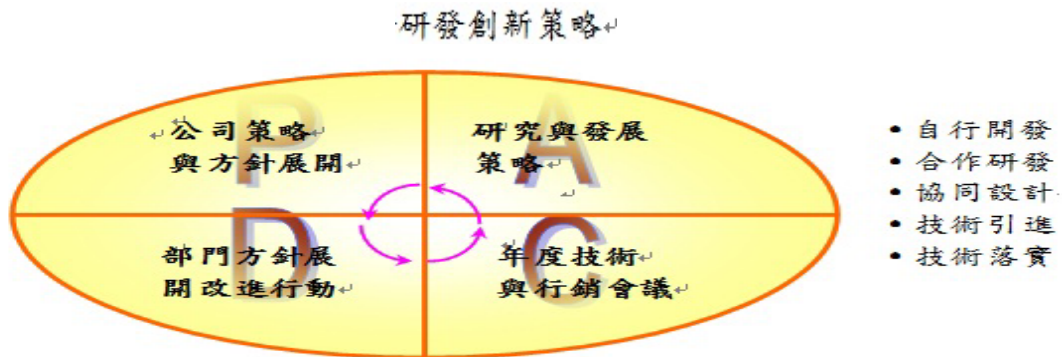 研發創新策略
P
公司策略
與方針展開
A
研究與發展
策略
D
部門方針展
開改進行動
C
年度技術
與行銷會議
• 自行開發
• 合作研發
• 協同設計
• 技術引進
• 技術落實